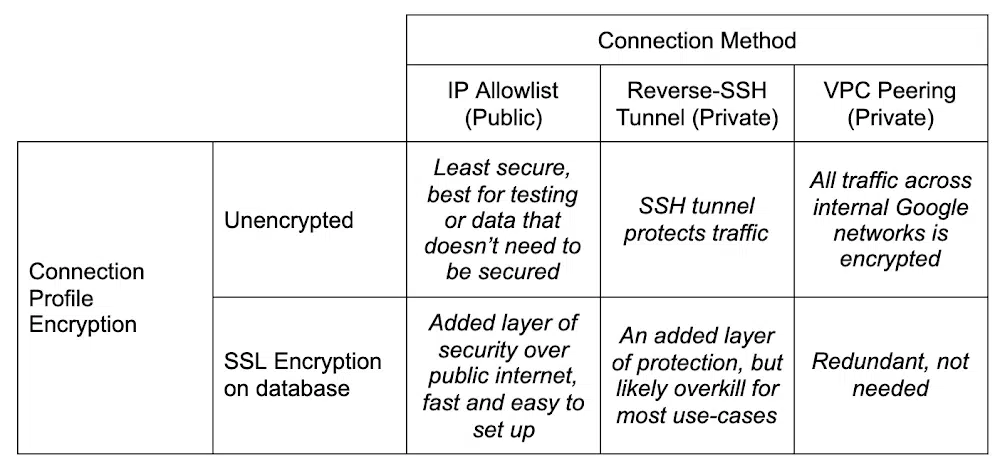 Connection Method
IP Allowlist
(Public)
Reverse-SSH
Tunnel (Private)
VPC Peering
(Private)
Connection
Profile
Encryption
Unencrypted
Least secure,
best for testing
or data that
doesn’t need to
be secured
SSH tunnel
protects traffic
All traffic across
internal Google
networks is
encrypted
SSL Encryption
on database
Added layer of
security over
public internet,
fast and easy to
set up
An added layer
of protection, but
likely overkill for
most use-cases
Redundant, not
needed